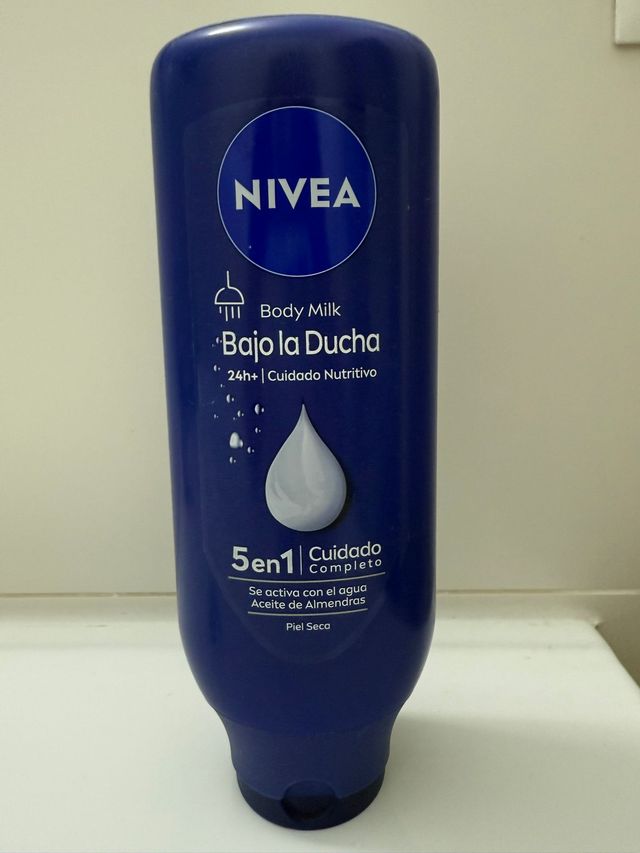 NIVEA
Body Milk
Bajo la Ducha
24h+ | Cuidado Nutritivo
5en1 | Cuidado
Completo
Se activa con el agua
Aceite de Almendras
Piel Seca